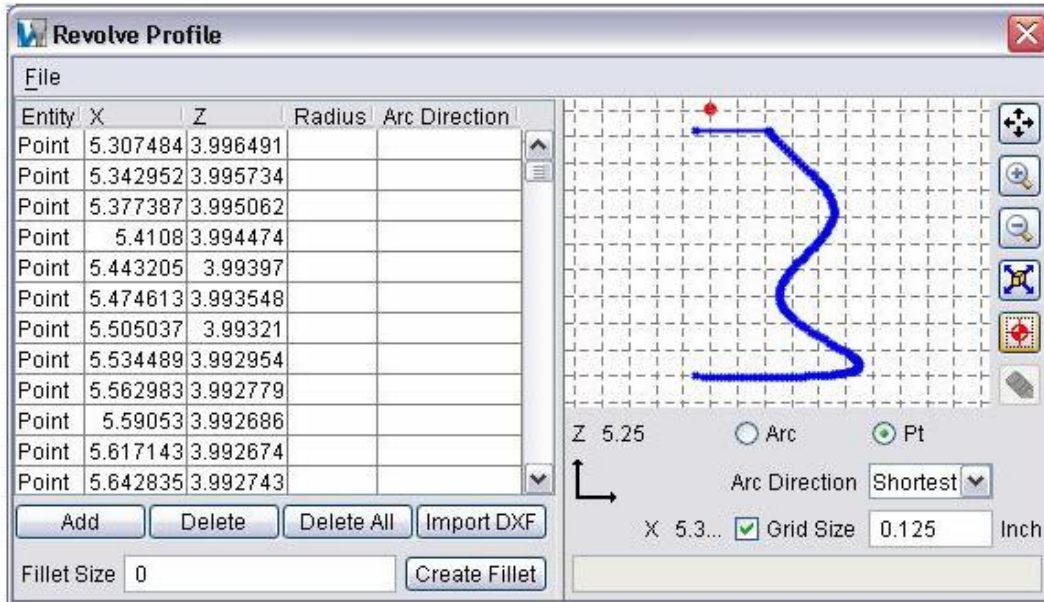 Revolve Profile
File
Entity X Z Radius Arc Direction
Point 5.307484 3.996491
Point 5.342952 3.995734
Point 5.377387 3.995062
Point 5.4108 3.994474
Point 5.443205 3.99397
Point 5.474613 3.993548
Point 5.505037 3.99321
Point 5.534489 3.992954
Point 5.562983 3.992779
Point 5.59053 3.992686
Point 5.617143 3.992674
Point 5.642835 3.992743
Add Delete Delete All Import DXF
Fillet Size 0 Create Fillet
Z 5.25 Arc Pt
Arc Direction Shortest
X 5.3... Grid Size 0.125 Inch